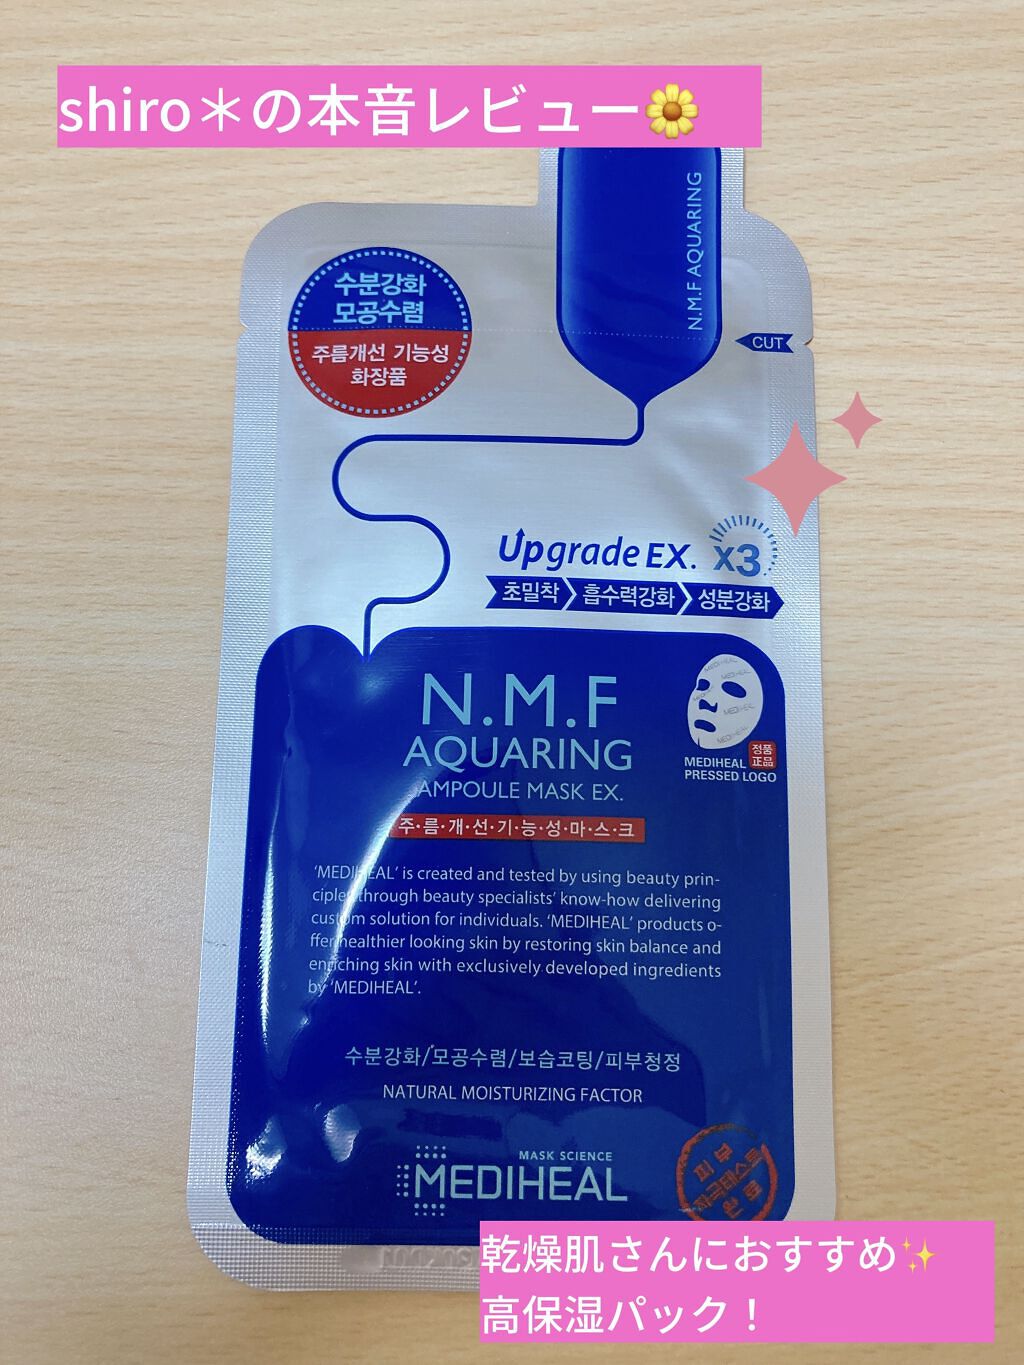 shiro＊の本音レビュー🌼
N.M.F AQUARING
수분강화
모공수렴
주름개선 기능성
화장품
CUT
Upgrade EX. x3
초밀착 흡수력강화 성분강화
N.M.F
AQUARING
AMPOULE MASK EX.
주·름·개·선·기·능·성·마·스·크
MEDIHEAL
PRESSED LOGO
정품
正品
'MEDIHEAL' is created and tested by using beauty prin-
ciples through beauty specialists' know-how delivering
custom solution for individuals. 'MEDIHEAL' products o-
ffer healthier looking skin by restoring skin balance and
enriching skin with exclusively developed ingredients
by 'MEDIHEAL'.
수분강화/모공수렴/보습코팅/피부청정
NATURAL MOISTURIZING FACTOR
MASK SCIENCE
MEDIHEAL
乾燥肌さんにおすすめ✨
高保湿パック！